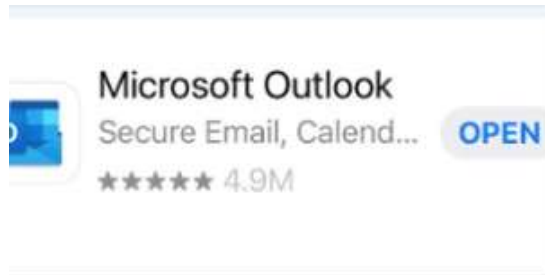 Microsoft Outlook
Secure Email, Calend...
OPEN
★★★★★ 4.9M